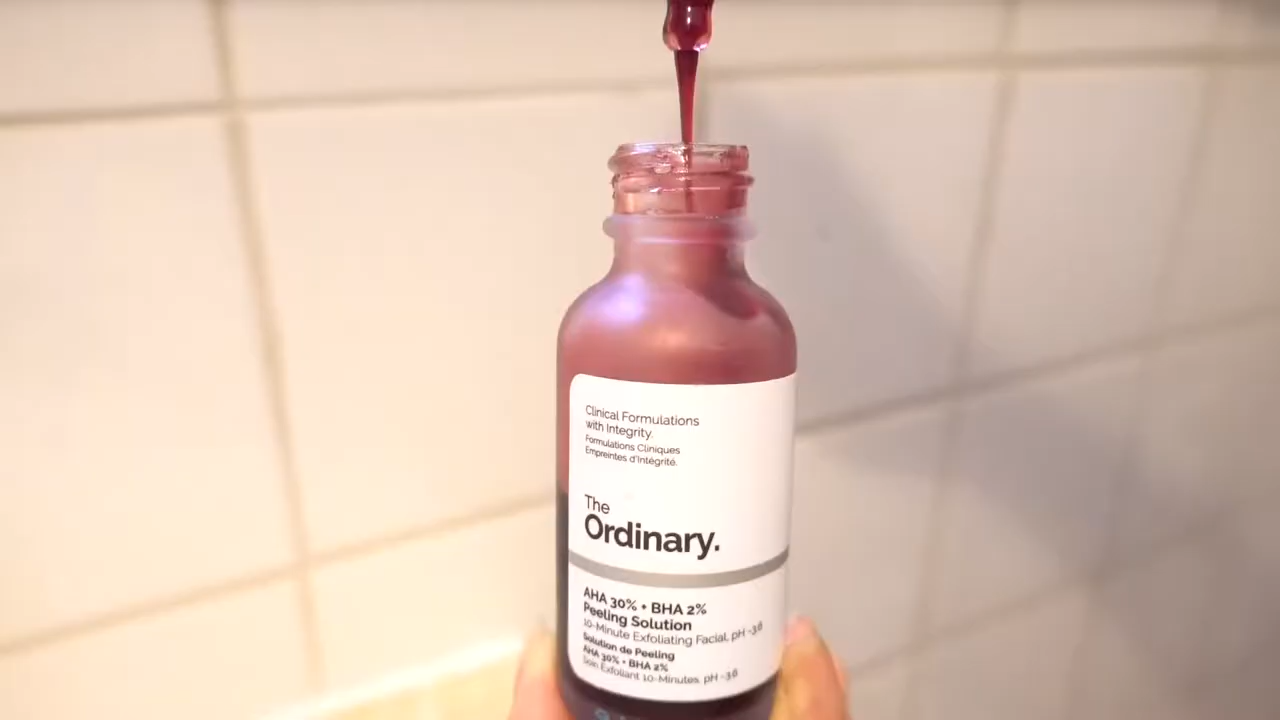 Clinical Formulations
with Integrity.
Formulations Cliniques
Empreintes d'Intégrité.
The
Ordinary.
AHA 30% + BHA 2%
Peeling Solution
10-Minute Exfoliating Facial, pH ~3.6
Solution de Peeling
AHA 30% + BHA 2%
Soin Exfoliant 10-Minutes, pH ~3.6